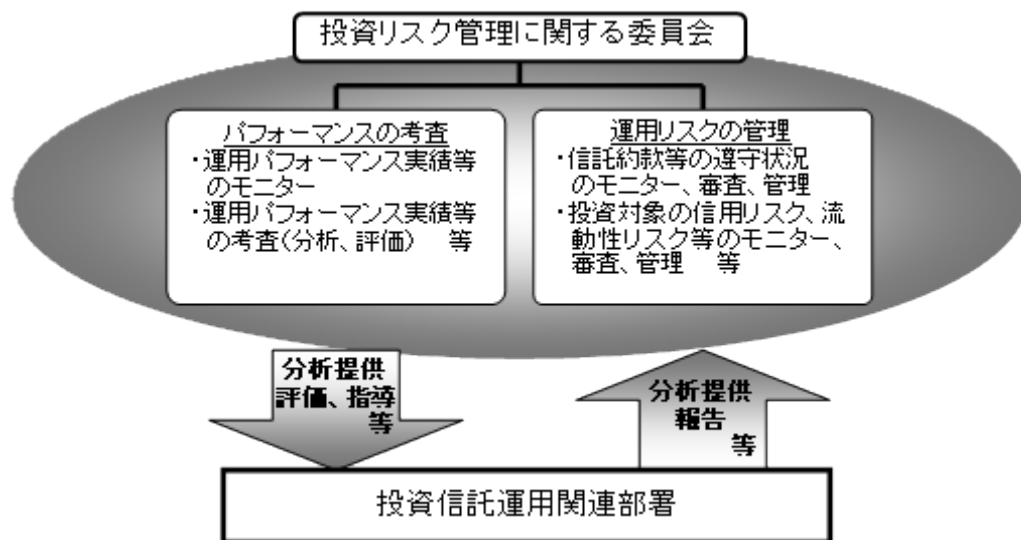 投資リスク管理に関する委員会
パフォーマンスの考査
・運用パフォーマンス実績等
のモニター
・運用パフォーマンス実績等
の考査(分析、評価) 等
運用リスクの管理
・信託約款等の遵守状況
のモニター、審査、管理
・投資対象の信用リスク、流
動性リスク等のモニター、
審査、管理 等
分析提供
評価、指導
等
分析提供
報告
等
投資信託運用関連部署